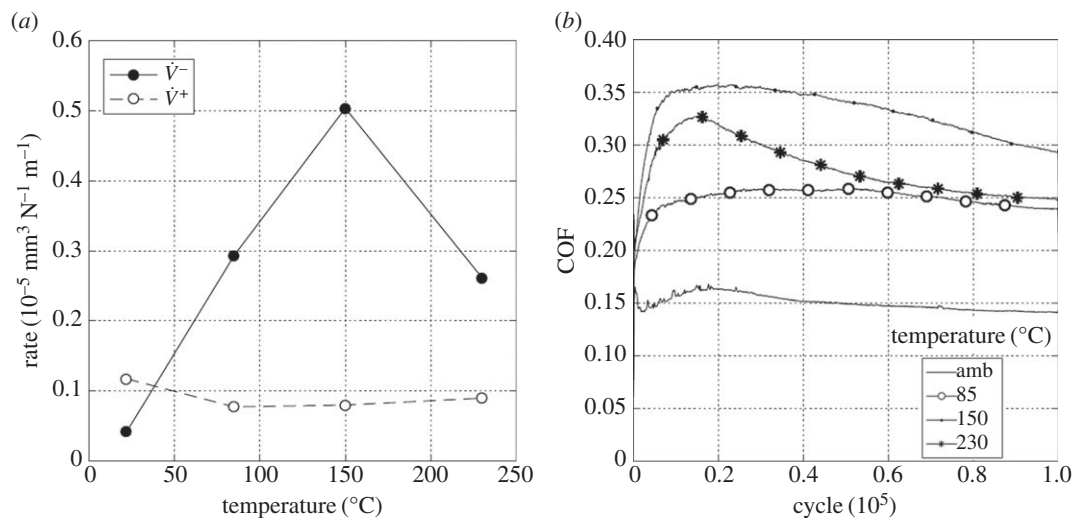 (a)
0.6
0.5
0.4
0.3
0.2
0.1
0
rate (10⁻⁵ mm³ N⁻¹ m⁻¹)
V̇⁻
V̇⁺
0 50 100 150 200 250
temperature (°C)
(b)
0.40
0.35
0.30
0.25
0.20
0.15
0.10
0.05
0
COF
temperature (°C)
amb
85
150
230
0 0.2 0.4 0.6 0.8 1.0
cycle (10⁵)